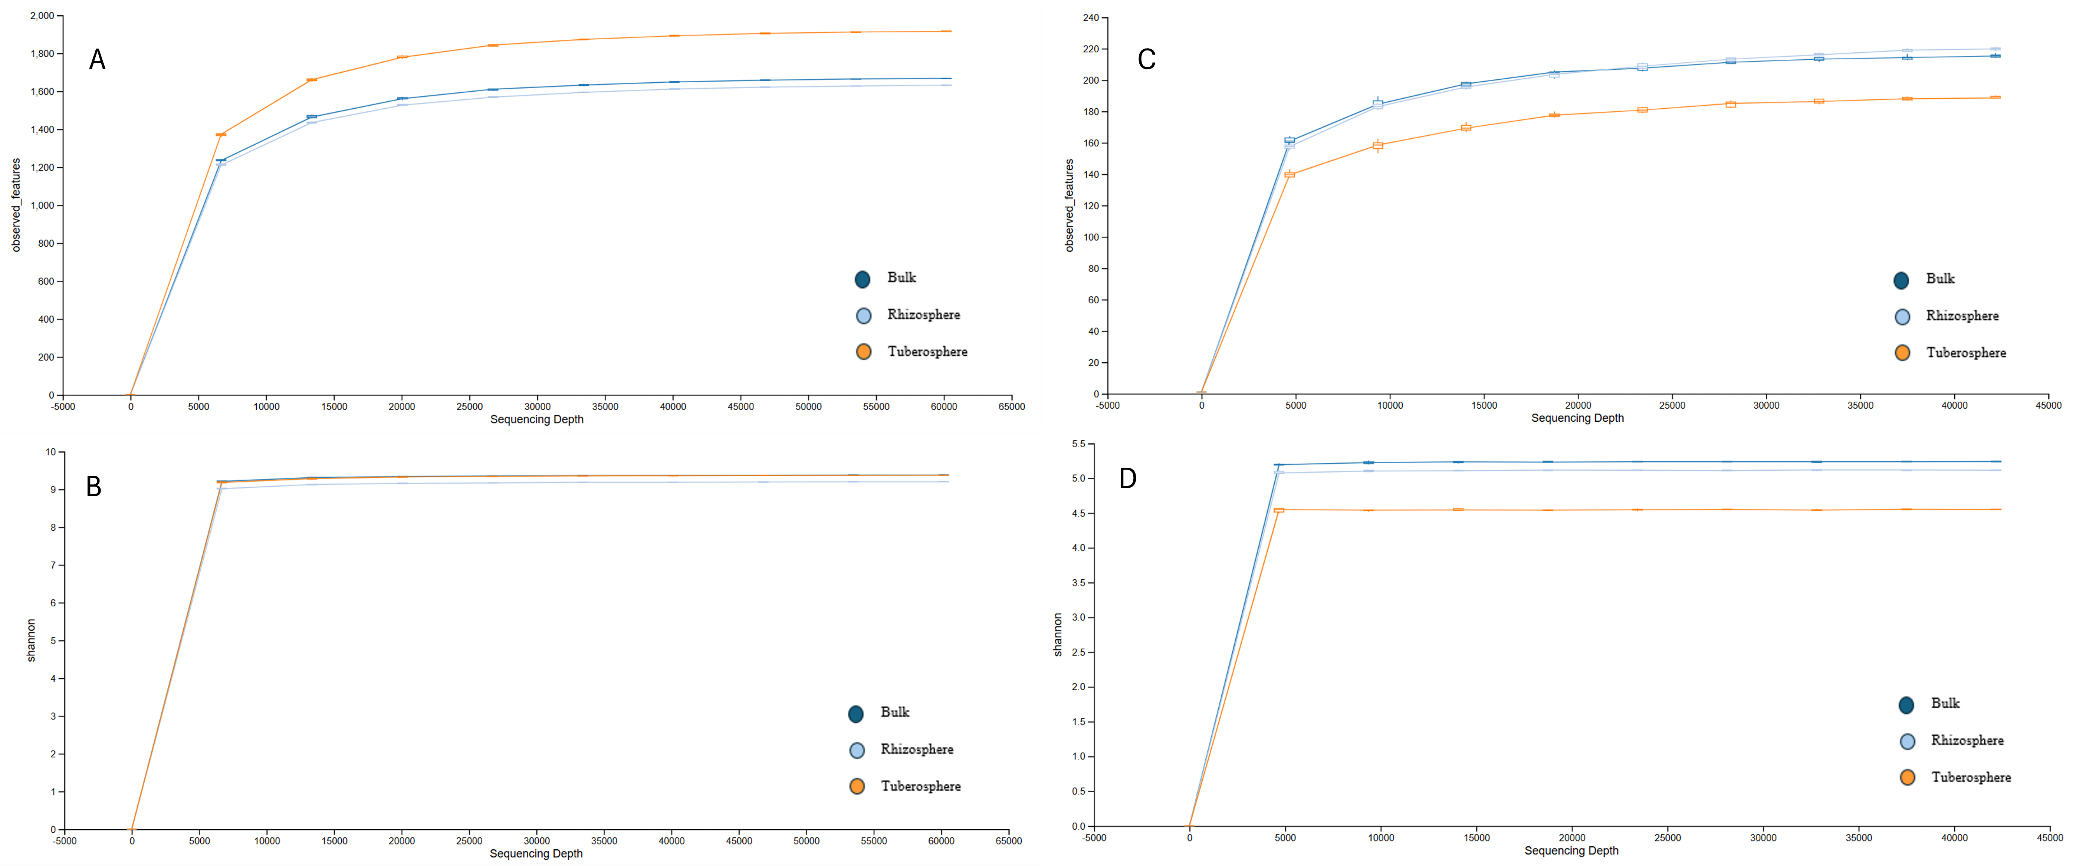 A
2,000
1,800
1,600
1,400
1,200
1,000
800
600
400
200
0
observed_features
-5000 0 5000 10000 15000 20000 25000 30000 35000 40000 45000 50000 55000 60000 65000
Sequencing Depth
Bulk
Rhizosphere
Tuberosphere
C
240
220
200
180
160
140
120
100
80
60
40
20
0
observed_features
-5000 0 5000 10000 15000 20000 25000 30000 35000 40000 45000
Sequencing Depth
Bulk
Rhizosphere
Tuberosphere
B
10
9
8
7
6
5
4
3
2
1
0
shannon
-5000 0 5000 10000 15000 20000 25000 30000 35000 40000 45000 50000 55000 60000 65000
Sequencing Depth
Bulk
Rhizosphere
Tuberosphere
D
5.5
5.0
4.5
4.0
3.5
3.0
2.5
2.0
1.5
1.0
0.5
0.0
shannon
-5000 0 5000 10000 15000 20000 25000 30000 35000 40000 45000
Sequencing Depth
Bulk
Rhizosphere
Tuberosphere